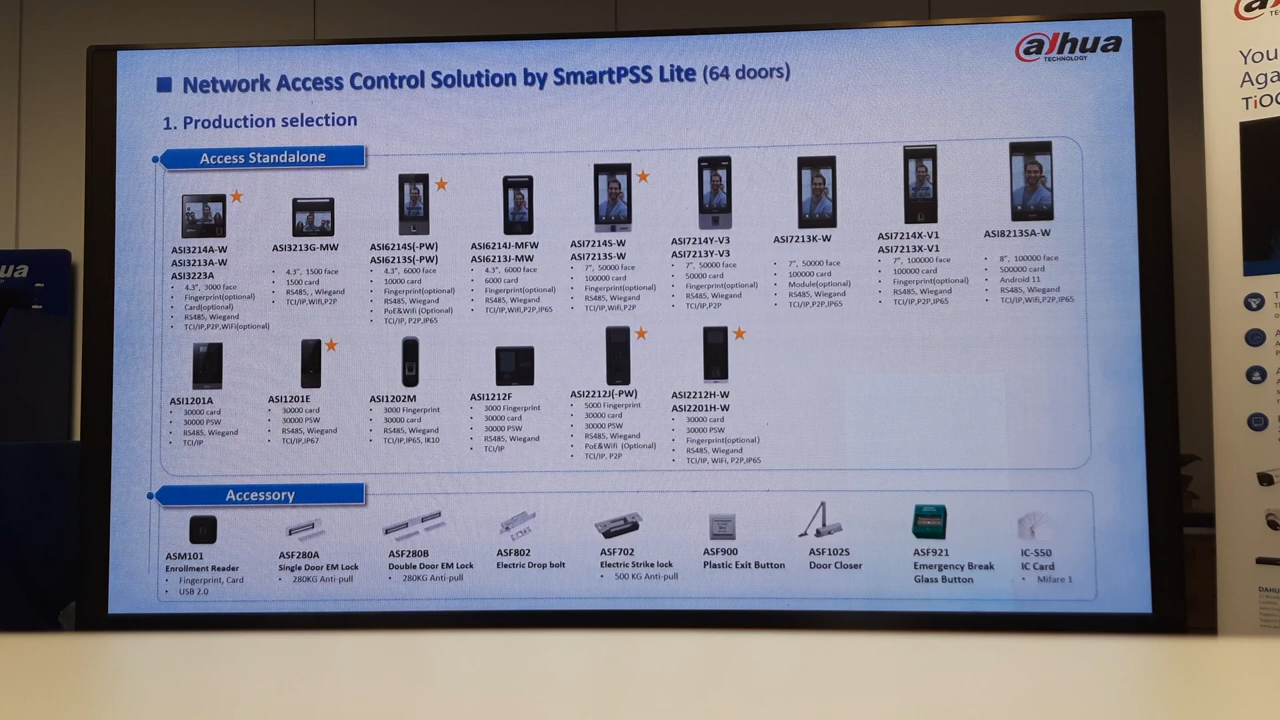 alhua
TECHNOLOGY
■ Network Access Control Solution by SmartPSS Lite (64 doors)
1. Production selection
Access Standalone
ASI3214A-W
ASI3213A-W
ASI3223A
• 4.3", 3000 face
• Fingerprint(optional)
• Card(optional)
• RS485, Wiegand
• TCI/IP,P2P,WiFi(optional)
ASI3213G-MW
• 4.3", 1500 face
• 1500 card
• RS485, , Wiegand
• TCI/IP,Wifi,P2P
ASI6214S(-PW)
ASI6213S(-PW)
• 4.3", 6000 face
• 10000 card
• Fingerprint(optional)
• RS485, Wiegand
• PoE&Wifi (Optional)
• TCI/IP, P2P,IP65
ASI6214J-MFW
ASI6213J-MW
• 4.3", 6000 face
• 6000 card
• Fingerprint(optional)
• RS485, Wiegand
• TCI/IP,Wifi,P2P,IP65
ASI7214S-W
ASI7213S-W
• 7", 50000 face
• 100000 card
• Fingerprint(optional)
• RS485, Wiegand
• TCI/IP,Wifi,P2P
ASI7214Y-V3
ASI7213Y-V3
• 7", 50000 face
• 50000 card
• Fingerprint(optional)
• RS485, Wiegand
• TCI/IP,P2P
ASI7213K-W
• 7", 50000 face
• 100000 card
• Module(optional)
• RS485, Wiegand
• TCI/IP,Wifi,P2P,IP65
ASI7214X-V1
ASI7213X-V1
• 7", 100000 face
• 100000 card
• Fingerprint(optional)
• RS485, Wiegand
• TCI/IP, P2P,IP65
ASI8213SA-W
• 8", 100000 face
• 500000 card
• Android 11
• RS485, Wiegand
• TCI/IP,Wifi,P2P,IP65
ASI1201A
• 30000 card
• 30000 PSW
• RS485, Wiegand
• TCI/IP
ASI1201E
• 30000 card
• 30000 PSW
• RS485, Wiegand
• TCI/IP,IP67
ASI1202M
• 3000 Fingerprint
• 30000 card
• RS485, Wiegand
• TCI/IP,IP65, IK10
ASI1212F
• 3000 Fingerprint
• 30000 card
• 30000 PSW
• RS485, Wiegand
• TCI/IP
ASI2212J(-PW)
• 5000 Fingerprint
• 30000 card
• 30000 PSW
• RS485, Wiegand
• PoE&Wifi (Optional)
• TCI/IP, P2P
ASI2212H-W
ASI2201H-W
• 30000 card
• 30000 PSW
• Fingerprint(optional)
• RS485, Wiegand
• TCI/IP, WiFi, P2P,IP65
Accessory
ASM101
Enrollment Reader
• Fingerprint, Card
• USB 2.0
ASF280A
Single Door EM Lock
• 280KG Anti-pull
ASF280B
Double Door EM Lock
• 280KG Anti-pull
ASF802
Electric Drop bolt
ASF702
Electric Strike lock
• 500 KG Anti-pull
ASF900
Plastic Exit Button
ASF102S
Door Closer
ASF921
Emergency Break
Glass Button
IC-S50
IC Card
• Mifare 1
ua
a
TE
You
Aga
TiOC
DAHU